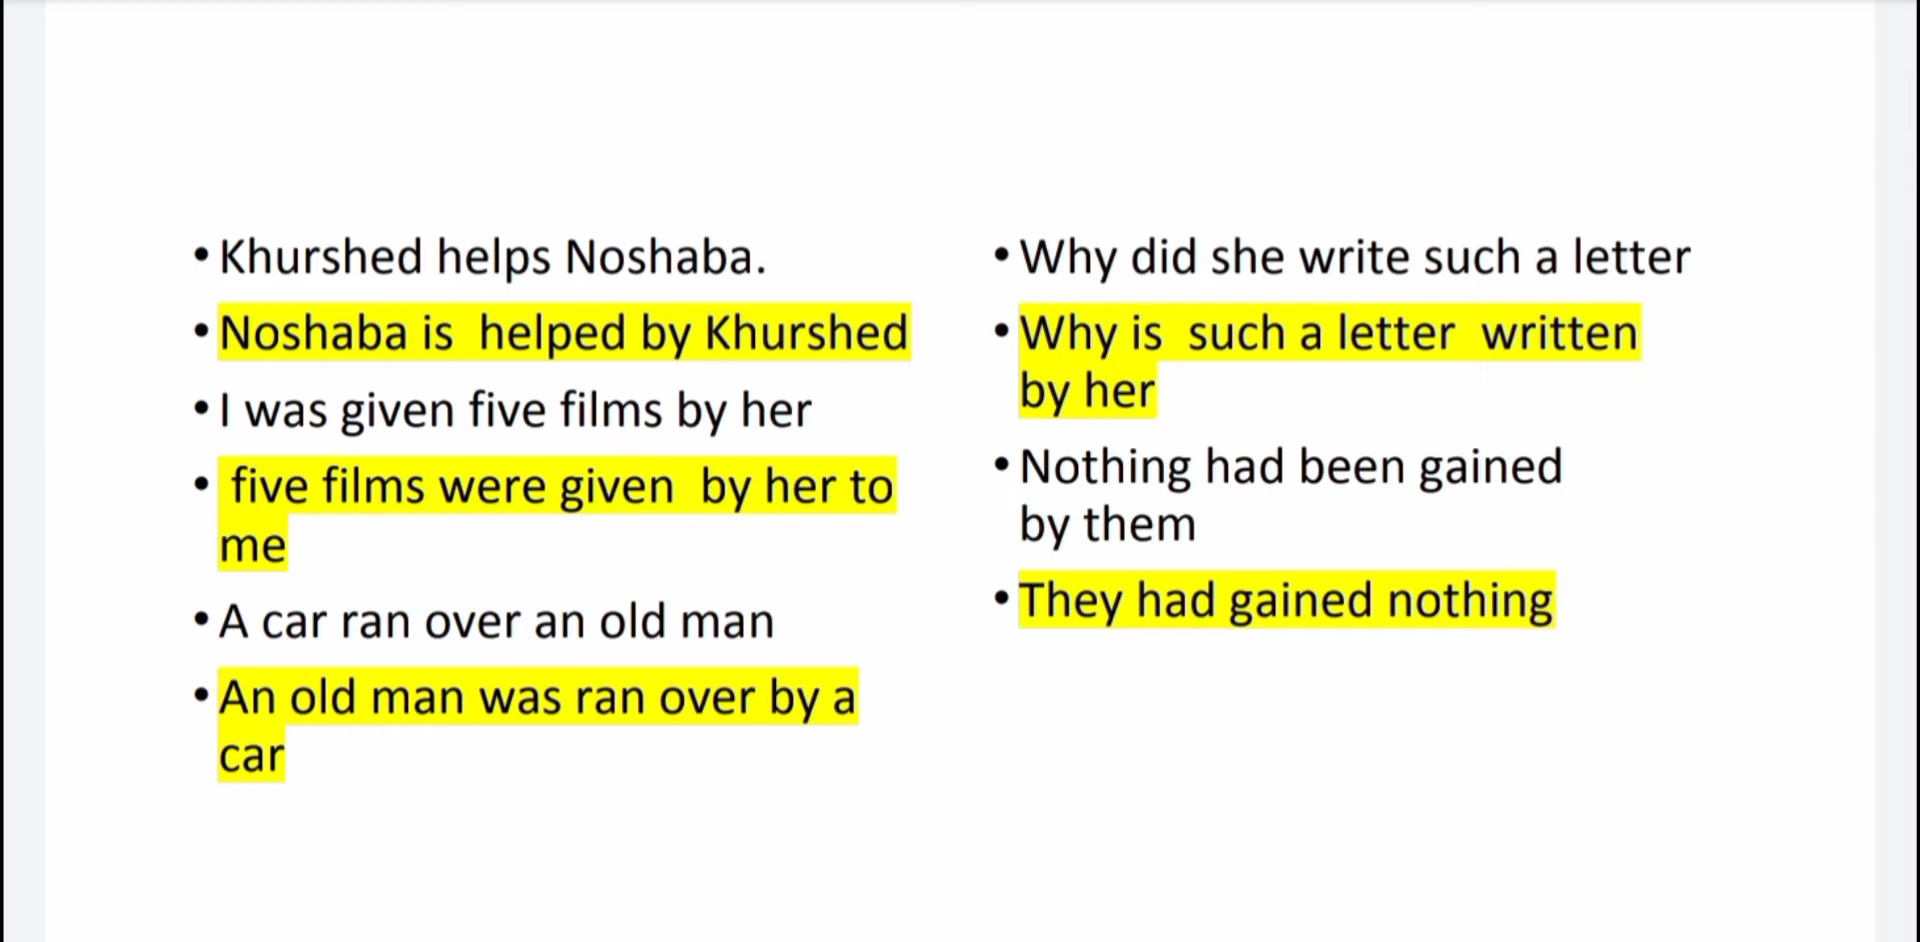 • Khurshed helps Noshaba.
• Noshaba is  helped by Khurshed
• I was given five films by her
•  five films were given  by her to
me
• A car ran over an old man
• An old man was ran over by a
car
• Why did she write such a letter
• Why is  such a letter  written
by her
• Nothing had been gained
by them
• They had gained nothing